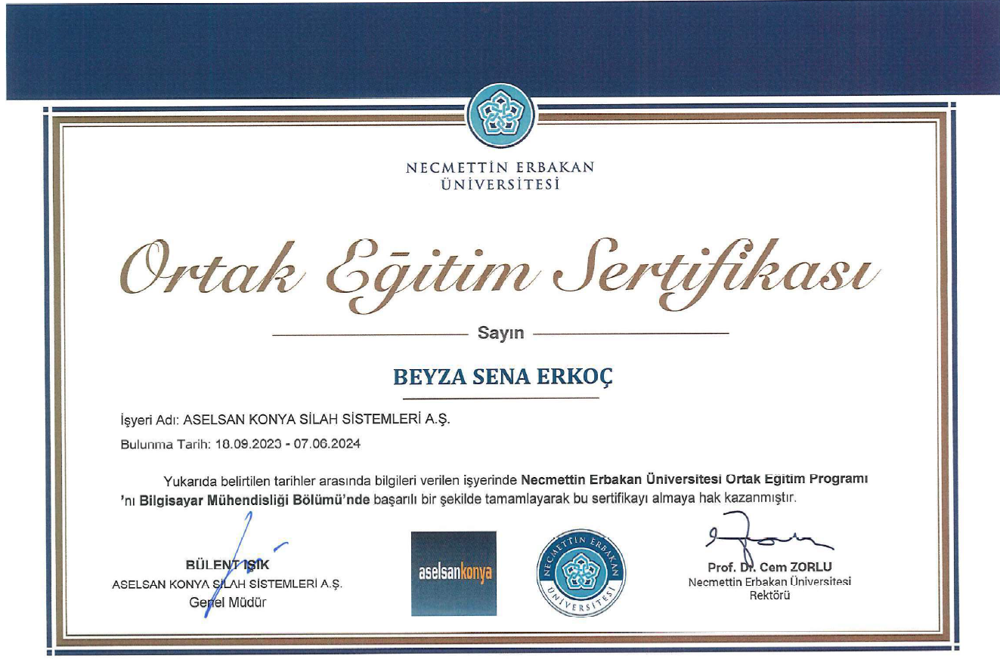 NECMETTİN ERBAKAN
ÜNİVERSİTESİ
Ortak Eğitim Sertifikası
Sayın
BEYZA SENA ERKOÇ
İşyeri Adı: ASELSAN KONYA SİLAH SİSTEMLERİ A.Ş.
Bulunma Tarih: 18.09.2023 - 07.06.2024
Yukarıda belirtilen tarihler arasında bilgileri verilen işyerinde Necmettin Erbakan Üniversitesi Ortak Eğitim Programı
'nı Bilgisayar Mühendisliği Bölümü'nde başarılı bir şekilde tamamlayarak bu sertifikayı almaya hak kazanmıştır.
BÜLENT IŞIK
ASELSAN KONYA SİLAH SİSTEMLERİ A.Ş.
Genel Müdür
aselsankonya
NECMETTİN ERBAKAN
ÜNİVERSİTESİ
Prof. Dr. Cem ZORLU
Necmettin Erbakan Üniversitesi
Rektörü